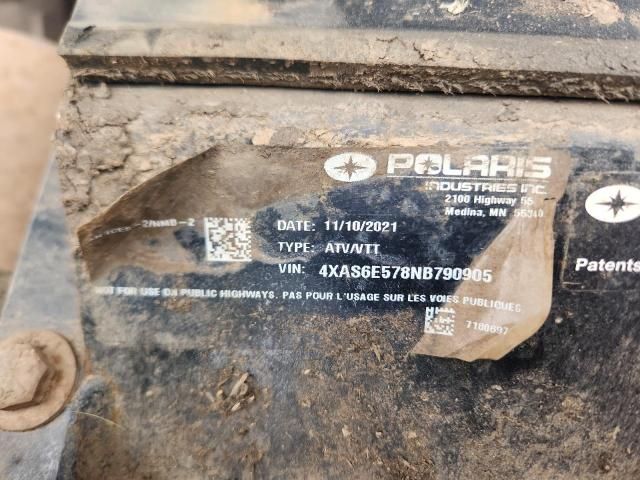 POLARIS
INDUSTRIES INC.
2100 Highway 55
Medina, MN 55340
DATE: 11/10/2021
TYPE: ATV/VTT
VIN: 4XAS6E578NB790905
NOT FOR USE ON PUBLIC HIGHWAYS. PAS POUR L'USAGE SUR LES VOIES PUBLIQUES
7180697
Patents